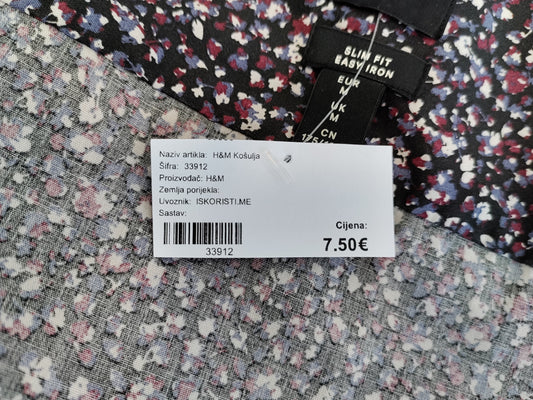 SLIM FIT
EASY IRON
EUR
M
UK
M
CN
Naziv artikla: H&M Košulja
Šifra: 33912
Proizvođač: H&M
Zemlja porijekla:
Uvoznik: ISKORISTI.ME
Sastav:
Cijena:
33912
7.50€